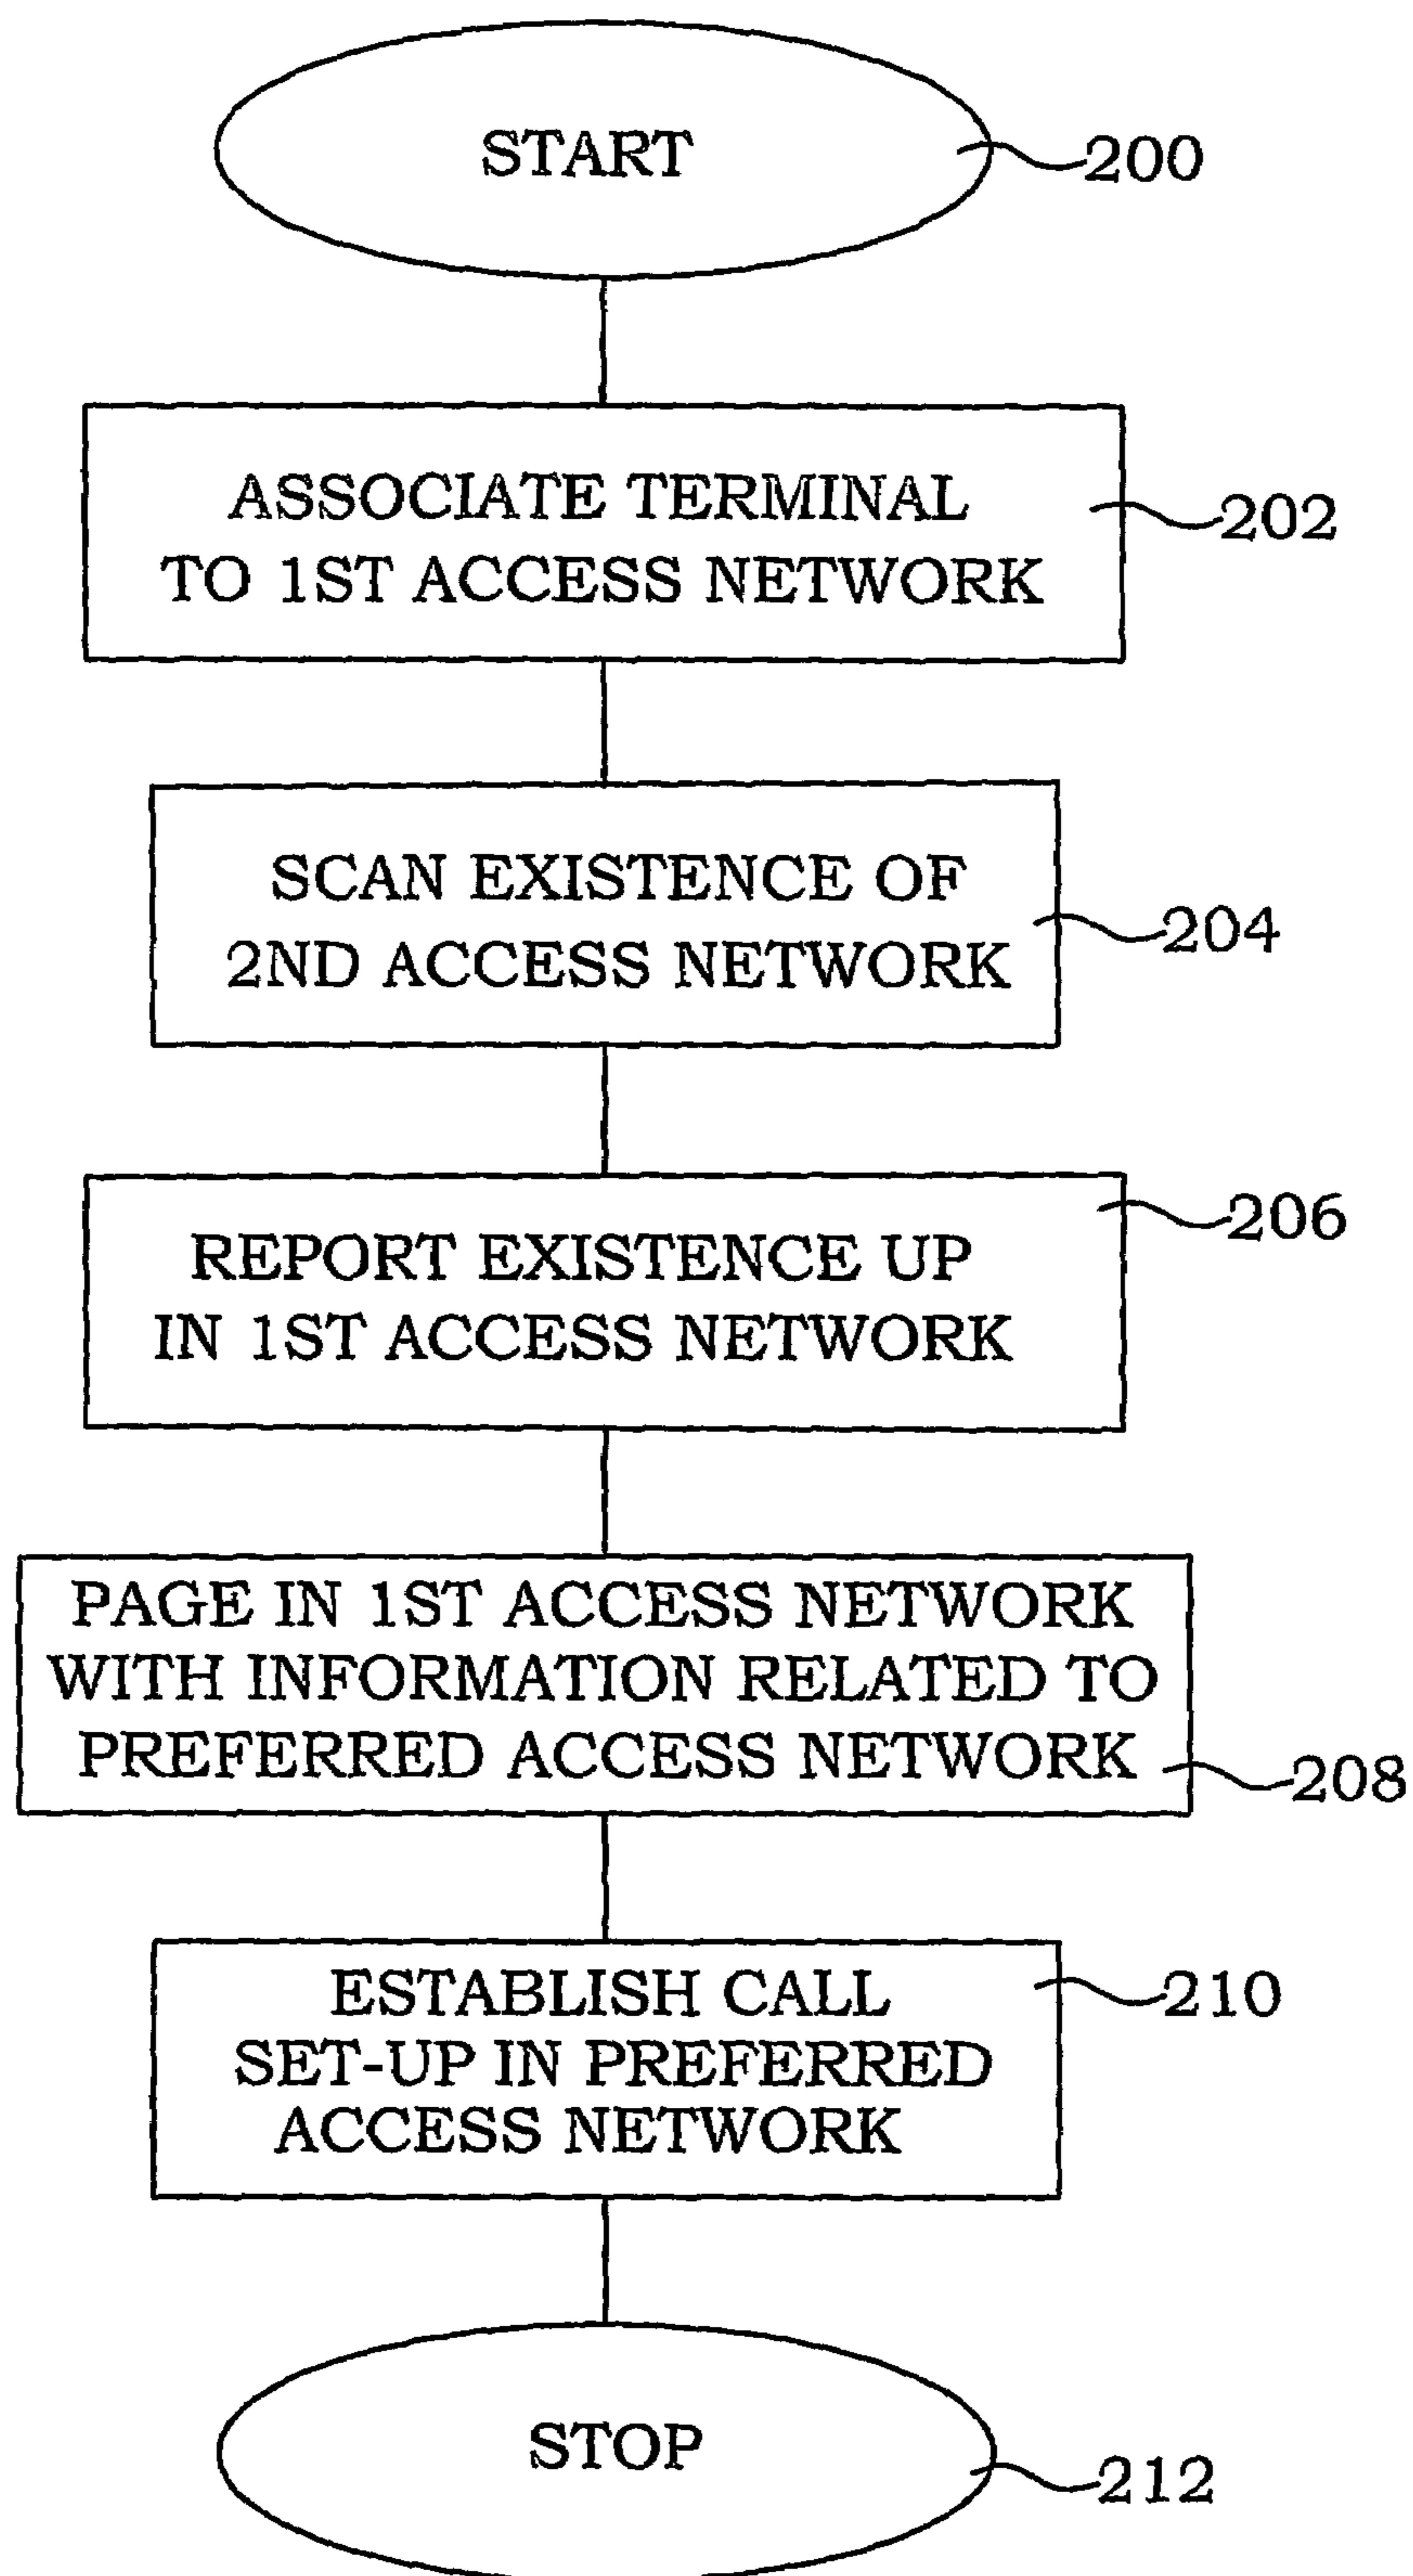 START
200
ASSOCIATE TERMINAL
TO 1ST ACCESS NETWORK
202
SCAN EXISTENCE OF
2ND ACCESS NETWORK
204
REPORT EXISTENCE UP
IN 1ST ACCESS NETWORK
206
PAGE IN 1ST ACCESS NETWORK
WITH INFORMATION RELATED TO
PREFERRED ACCESS NETWORK
208
ESTABLISH CALL
SET-UP IN PREFERRED
ACCESS NETWORK
210
STOP
212